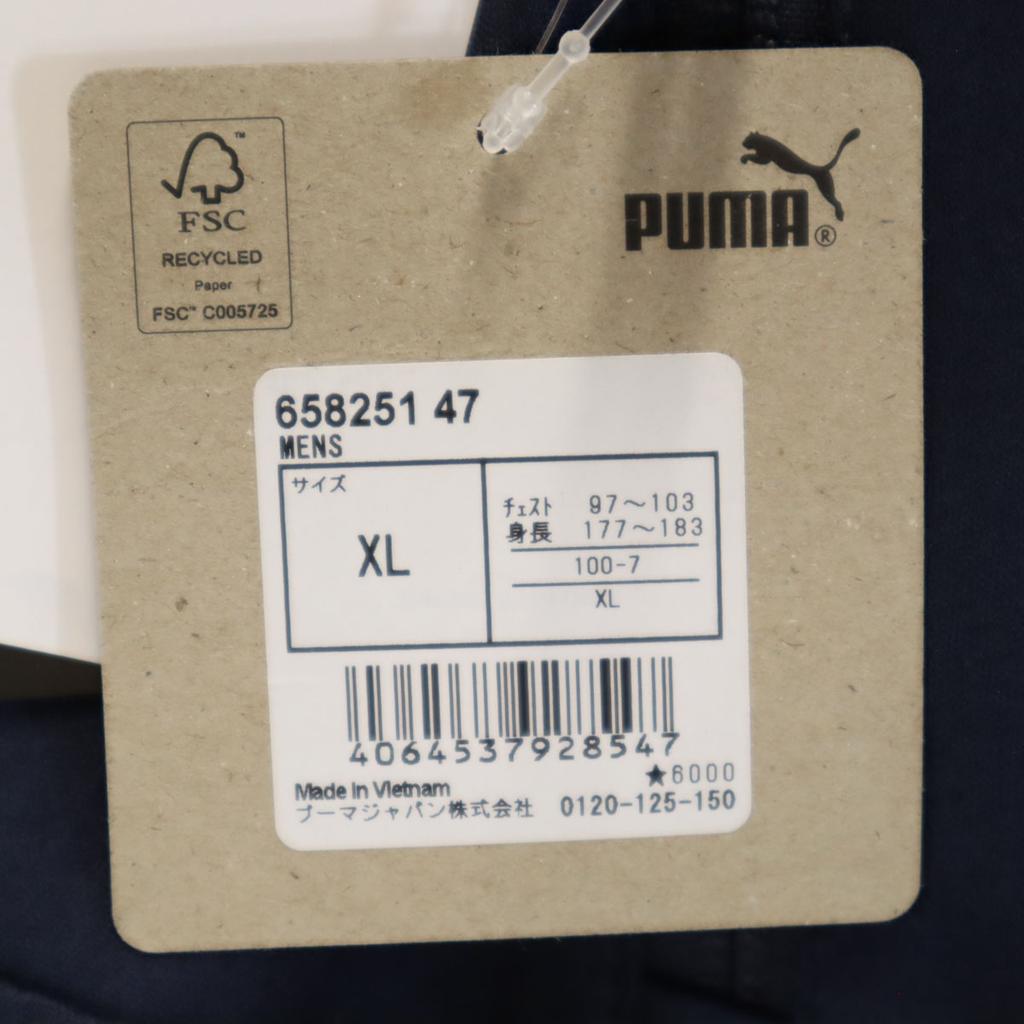 FSC™
RECYCLED
Paper
FSC™ C005725
PUMA®
658251 47
MENS
サイズ
XL
チェスト 97～103
身長 177～183
100-7
XL
4064537928547
★6000
Made in Vietnam
プーマジャパン株式会社 0120-125-150